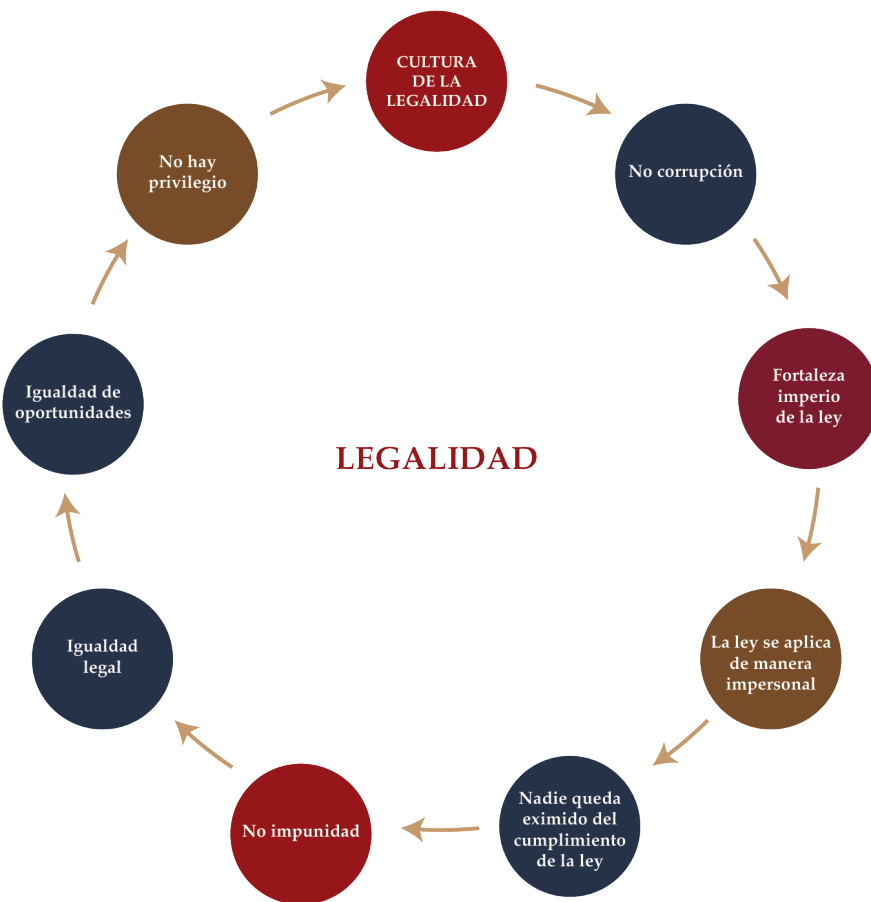 CULTURA
DE LA
LEGALIDAD
No corrupción
Fortaleza
imperio
de la ley
La ley se aplica
de manera
impersonal
Nadie queda
eximido del
cumplimiento
de la ley
No impunidad
Igualdad
legal
Igualdad de
oportunidades
No hay
privilegio
LEGALIDAD